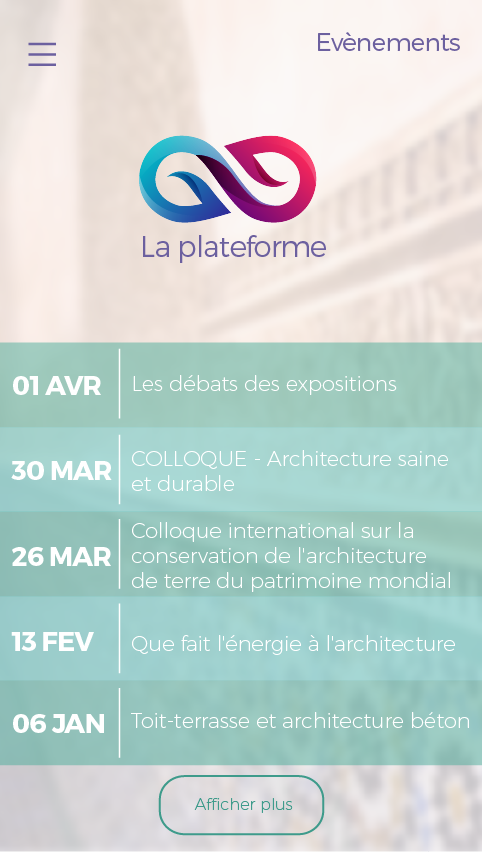 Evènements
La plateforme
01 AVR
Les débats des expositions
30 MAR
COLLOQUE - Architecture saine
et durable
26 MAR
Colloque international sur la
conservation de l'architecture
de terre du patrimoine mondial
13 FEV
Que fait l'énergie à l'architecture
06 JAN
Toit-terrasse et architecture béton
Afficher plus